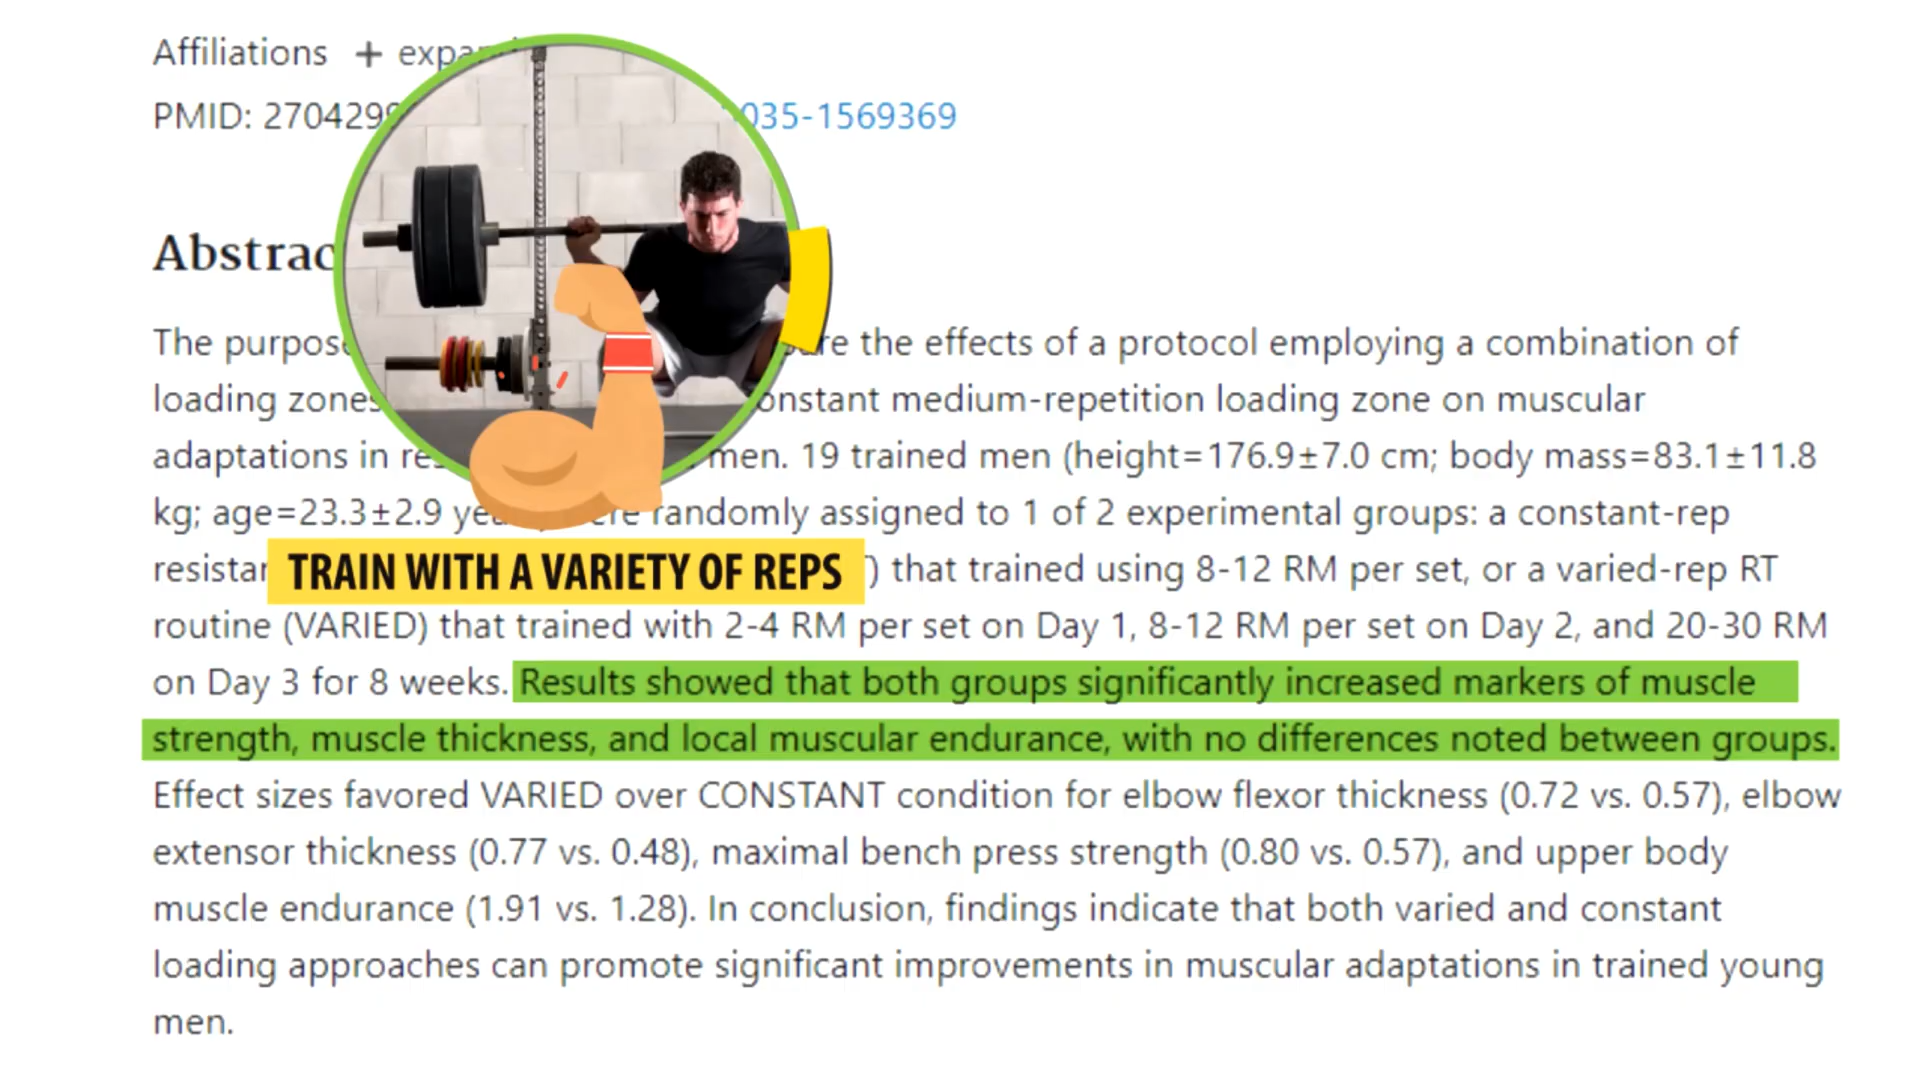 Affiliations + expan
PMID: 270429 035-1569369
Abstrac
The purpos re the effects of a protocol employing a combination of
loading zones onstant medium-repetition loading zone on muscular
adaptations in re men. 19 trained men (height=176.9±7.0 cm; body mass=83.1±11.8
kg; age=23.3±2.9 ye re randomly assigned to 1 of 2 experimental groups: a constant-rep
resistan TRAIN WITH A VARIETY OF REPS ) that trained using 8-12 RM per set, or a varied-rep RT
routine (VARIED) that trained with 2-4 RM per set on Day 1, 8-12 RM per set on Day 2, and 20-30 RM
on Day 3 for 8 weeks. Results showed that both groups significantly increased markers of muscle
strength, muscle thickness, and local muscular endurance, with no differences noted between groups.
Effect sizes favored VARIED over CONSTANT condition for elbow flexor thickness (0.72 vs. 0.57), elbow
extensor thickness (0.77 vs. 0.48), maximal bench press strength (0.80 vs. 0.57), and upper body
muscle endurance (1.91 vs. 1.28). In conclusion, findings indicate that both varied and constant
loading approaches can promote significant improvements in muscular adaptations in trained young
men.